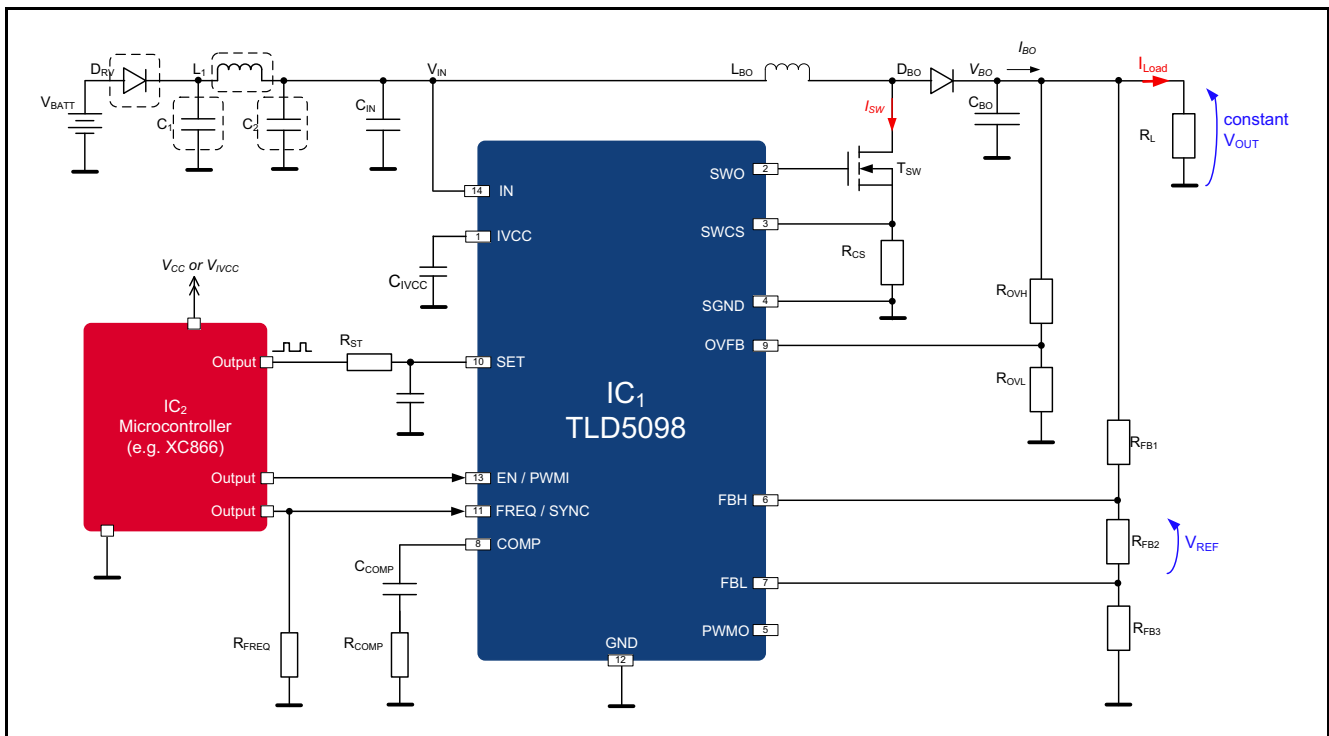 I_BO
D_RV
L_1
V_IN
L_BO
D_BO
V_BO
I_Load
V_BATT
C_1
C_2
C_IN
I_SW
C_BO
R_L
constant
V_OUT
SWO
2
T_SW
14
IN
1
IVCC
SWCS
3
R_CS
V_CC or V_IVCC
C_IVCC
SGND
4
R_OVH
R_ST
OVFB
9
Output
10
SET
R_OVL
IC_1
TLD5098
IC_2
Microcontroller
(e.g. XC866)
R_FB1
Output
13
EN / PWMI
FBH
6
Output
11
FREQ / SYNC
R_FB2
V_REF
8
COMP
C_COMP
FBL
7
R_FREQ
R_COMP
PWMO
5
R_FB3
GND
12